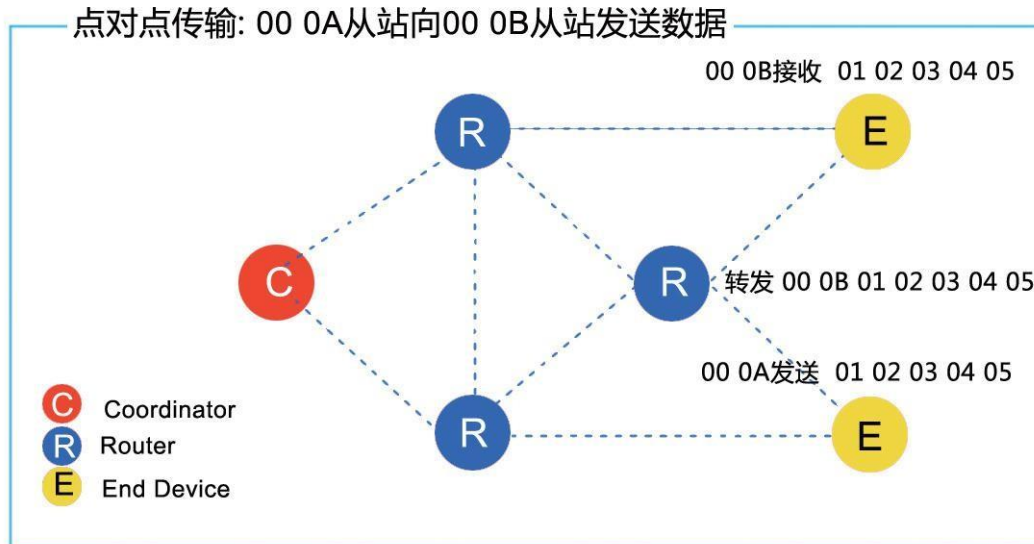 点对点传输: 00 0A从站向00 0B从站发送数据
00 0B接收 01 02 03 04 05
R
E
C
R
转发 00 0B 01 02 03 04 05
00 0A发送 01 02 03 04 05
R
E
C Coordinator
R Router
E End Device